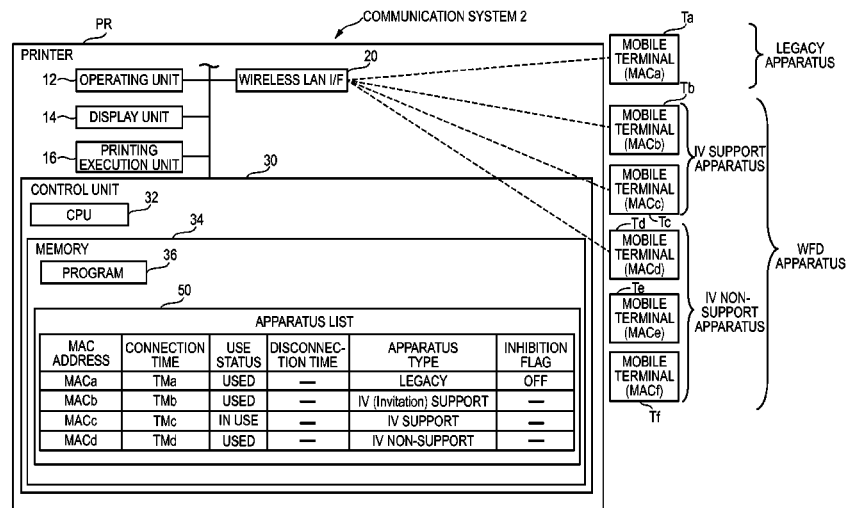 COMMUNICATION SYSTEM 2
PR
PRINTER
12
OPERATING UNIT
20
WIRELESS LAN I/F
14
DISPLAY UNIT
16
PRINTING
EXECUTION UNIT
30
CONTROL UNIT
32
CPU
34
MEMORY
36
PROGRAM
50
APPARATUS LIST
MAC ADDRESS | CONNECTION TIME | USE STATUS | DISCONNEC-TION TIME | APPARATUS TYPE | INHIBITION FLAG
MACa | TMa | USED | — | LEGACY | OFF
MACb | TMb | USED | — | IV (Invitation) SUPPORT | —
MACc | TMc | IN USE | — | IV SUPPORT | —
MACd | TMd | USED | — | IV NON-SUPPORT | —
Ta
MOBILE
TERMINAL
(MACa)
LEGACY
APPARATUS
Tb
MOBILE
TERMINAL
(MACb)
MOBILE
TERMINAL
(MACc)
Tc
IV SUPPORT
APPARATUS
Td
MOBILE
TERMINAL
(MACd)
Te
MOBILE
TERMINAL
(MACe)
MOBILE
TERMINAL
(MACf)
Tf
IV NON-
SUPPORT
APPARATUS
WFD
APPARATUS